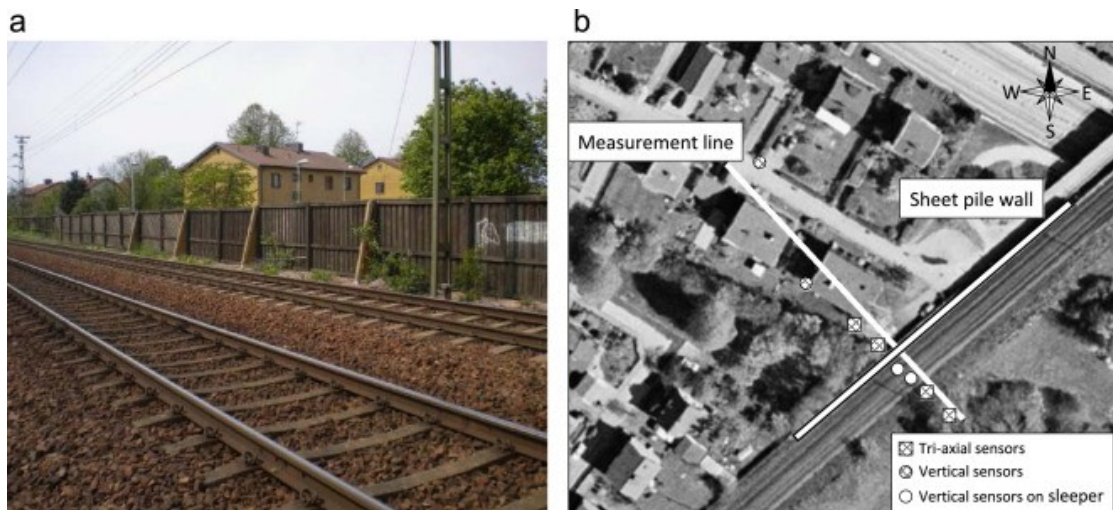 a
b
N
W
E
S
Measurement line
Sheet pile wall
Tri-axial sensors
Vertical sensors
Vertical sensors on sleeper